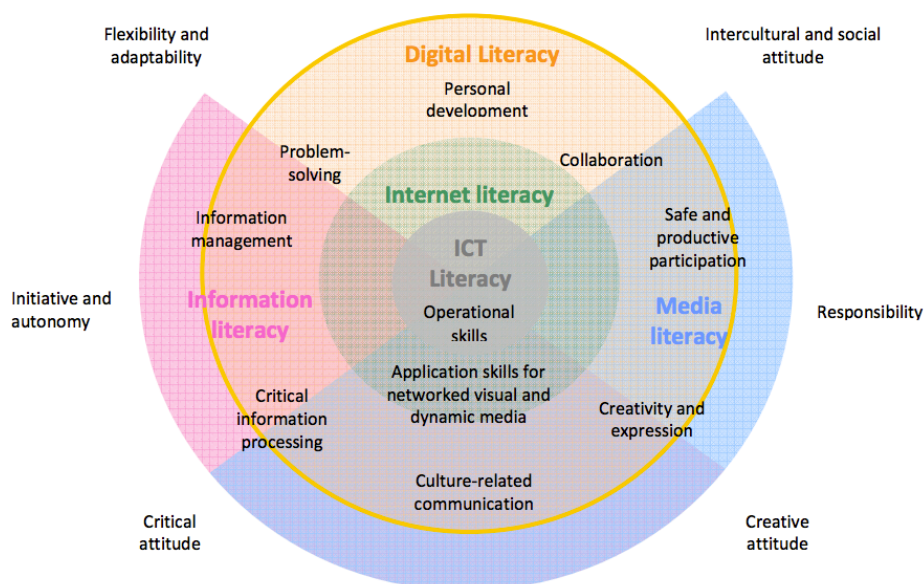 Flexibility and
adaptability
Intercultural and social
attitude
Digital Literacy
Personal
development
Problem-
solving
Collaboration
Internet literacy
Information
management
Safe and
productive
participation
ICT
Literacy
Initiative and
autonomy
Information
literacy
Operational
skills
Media
literacy
Responsibility
Application skills for
networked visual and
dynamic media
Critical
information
processing
Creativity and
expression
Culture-related
communication
Critical
attitude
Creative
attitude